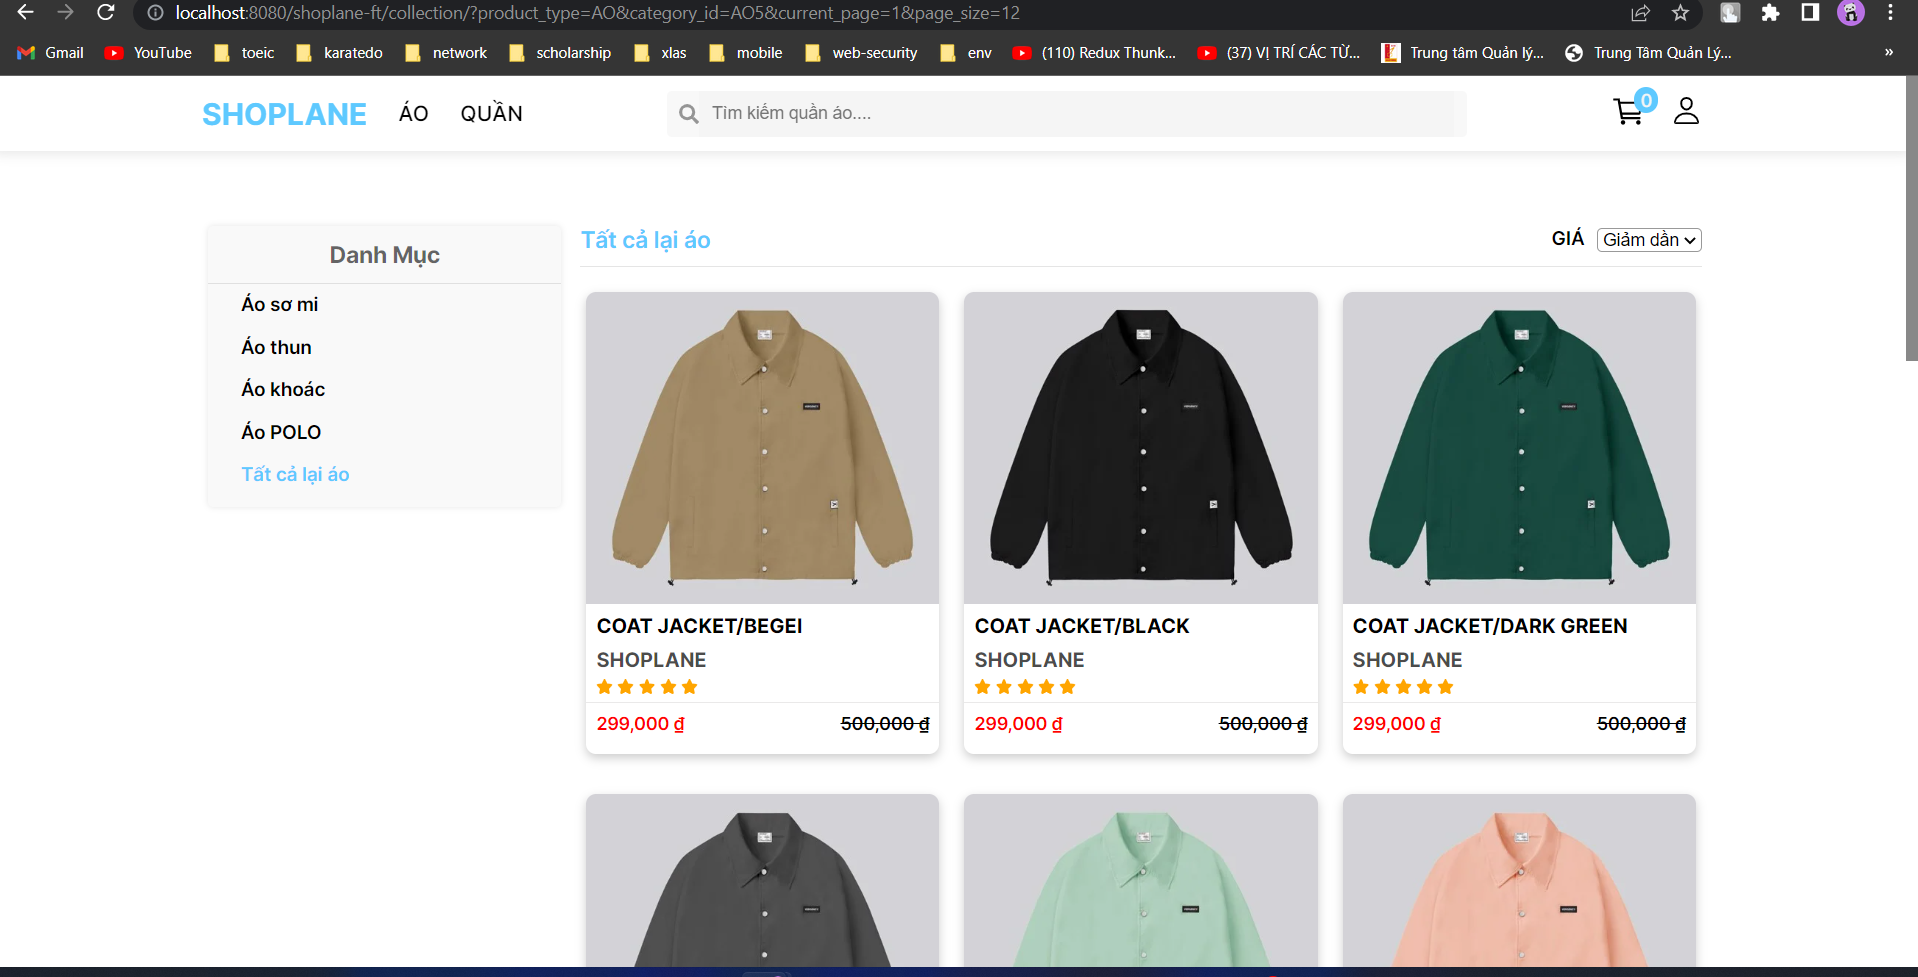 localhost:8080/shoplane-ft/collection/?product_type=AO&category_id=AO5&current_page=1&page_size=12
Gmail YouTube toeic karatedo network scholarship xlas mobile web-security env (110) Redux Thunk... (37) VỊ TRÍ CÁC TỪ... Trung tâm Quản lý... Trung Tâm Quản Lý... »
SHOPLANE ÁO QUẦN Tìm kiếm quần áo.... 0
Danh Mục
Áo sơ mi
Áo thun
Áo khoác
Áo POLO
Tất cả lại áo
Tất cả lại áo GIÁ Giảm dần
COAT JACKET/BEGEI
SHOPLANE
299,000 ₫ 500,000 ₫
COAT JACKET/BLACK
SHOPLANE
299,000 ₫ 500,000 ₫
COAT JACKET/DARK GREEN
SHOPLANE
299,000 ₫ 500,000 ₫